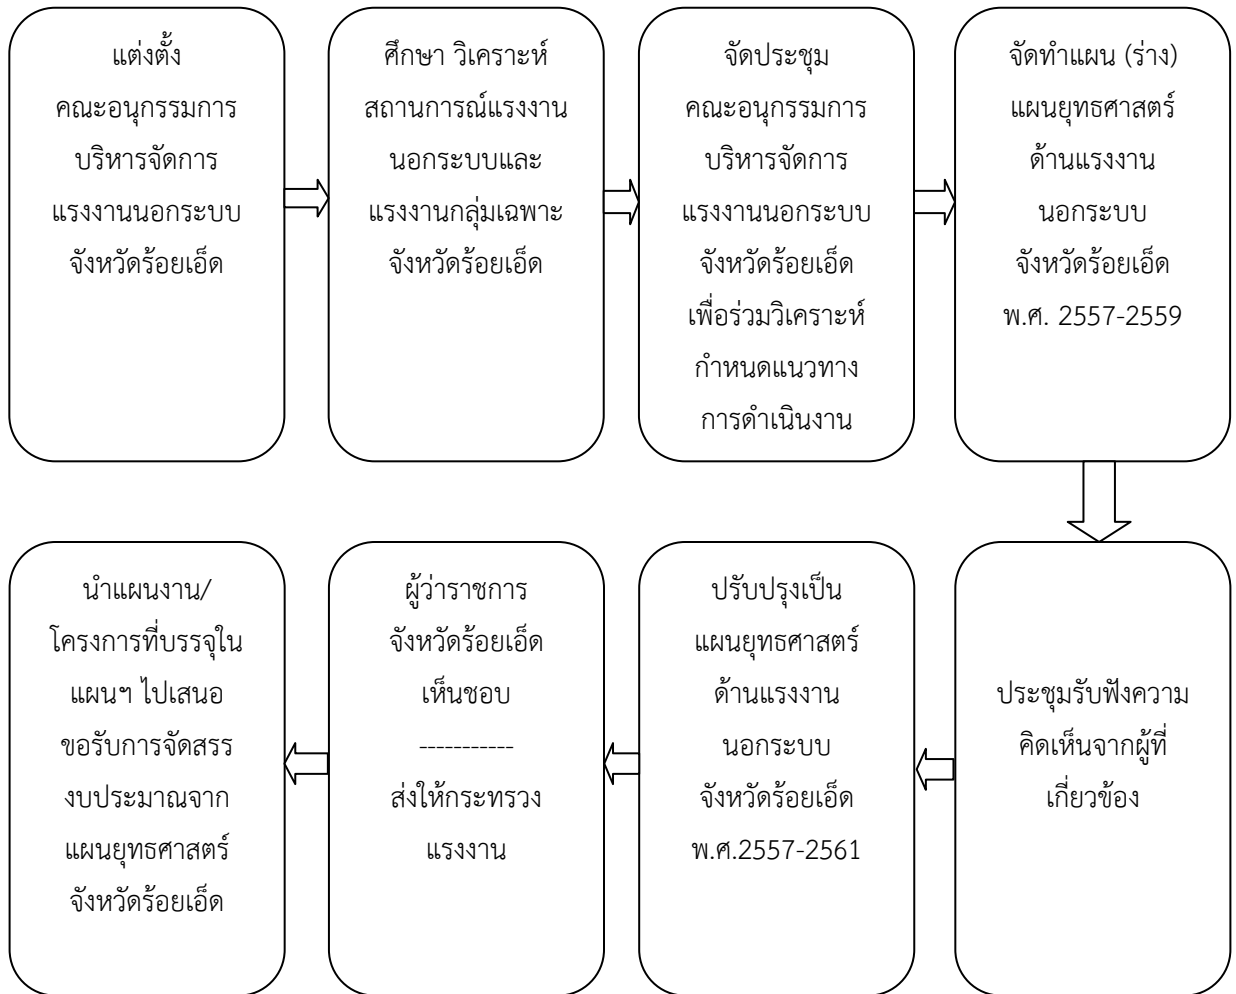 แต่งตั้ง
คณะอนุกรรมการ
บริหารจัดการ
แรงงานนอกระบบ
จังหวัดร้อยเอ็ด
ศึกษา วิเคราะห์
สถานการณ์แรงงาน
นอกระบบและ
แรงงานกลุ่มเฉพาะ
จังหวัดร้อยเอ็ด
จัดประชุม
คณะอนุกรรมการ
บริหารจัดการ
แรงงานนอกระบบ
จังหวัดร้อยเอ็ด
เพื่อร่วมวิเคราะห์
กำหนดแนวทาง
การดำเนินงาน
จัดทำแผน (ร่าง)
แผนยุทธศาสตร์
ด้านแรงงาน
นอกระบบ
จังหวัดร้อยเอ็ด
พ.ศ. 2557-2559
ประชุมรับฟังความ
คิดเห็นจากผู้ที่
เกี่ยวข้อง
ปรับปรุงเป็น
แผนยุทธศาสตร์
ด้านแรงงาน
นอกระบบ
จังหวัดร้อยเอ็ด
พ.ศ.2557-2561
ผู้ว่าราชการ
จังหวัดร้อยเอ็ด
เห็นชอบ
-----------
ส่งให้กระทรวง
แรงงาน
นำแผนงาน/
โครงการที่บรรจุใน
แผนฯ ไปเสนอ
ขอรับการจัดสรร
งบประมาณจาก
แผนยุทธศาสตร์
จังหวัดร้อยเอ็ด